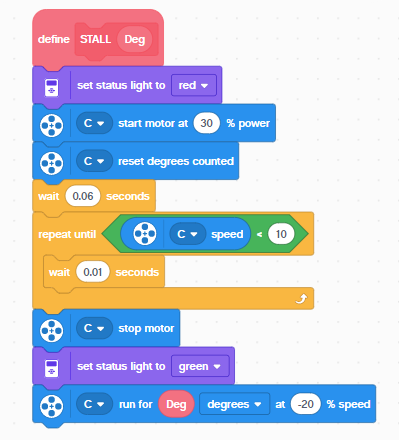 define STALL Deg
set status light to red
C start motor at 30 % power
C reset degrees counted
wait 0.06 seconds
repeat until C speed < 10
wait 0.01 seconds
C stop motor
set status light to green
C run for Deg degrees at -20 % speed